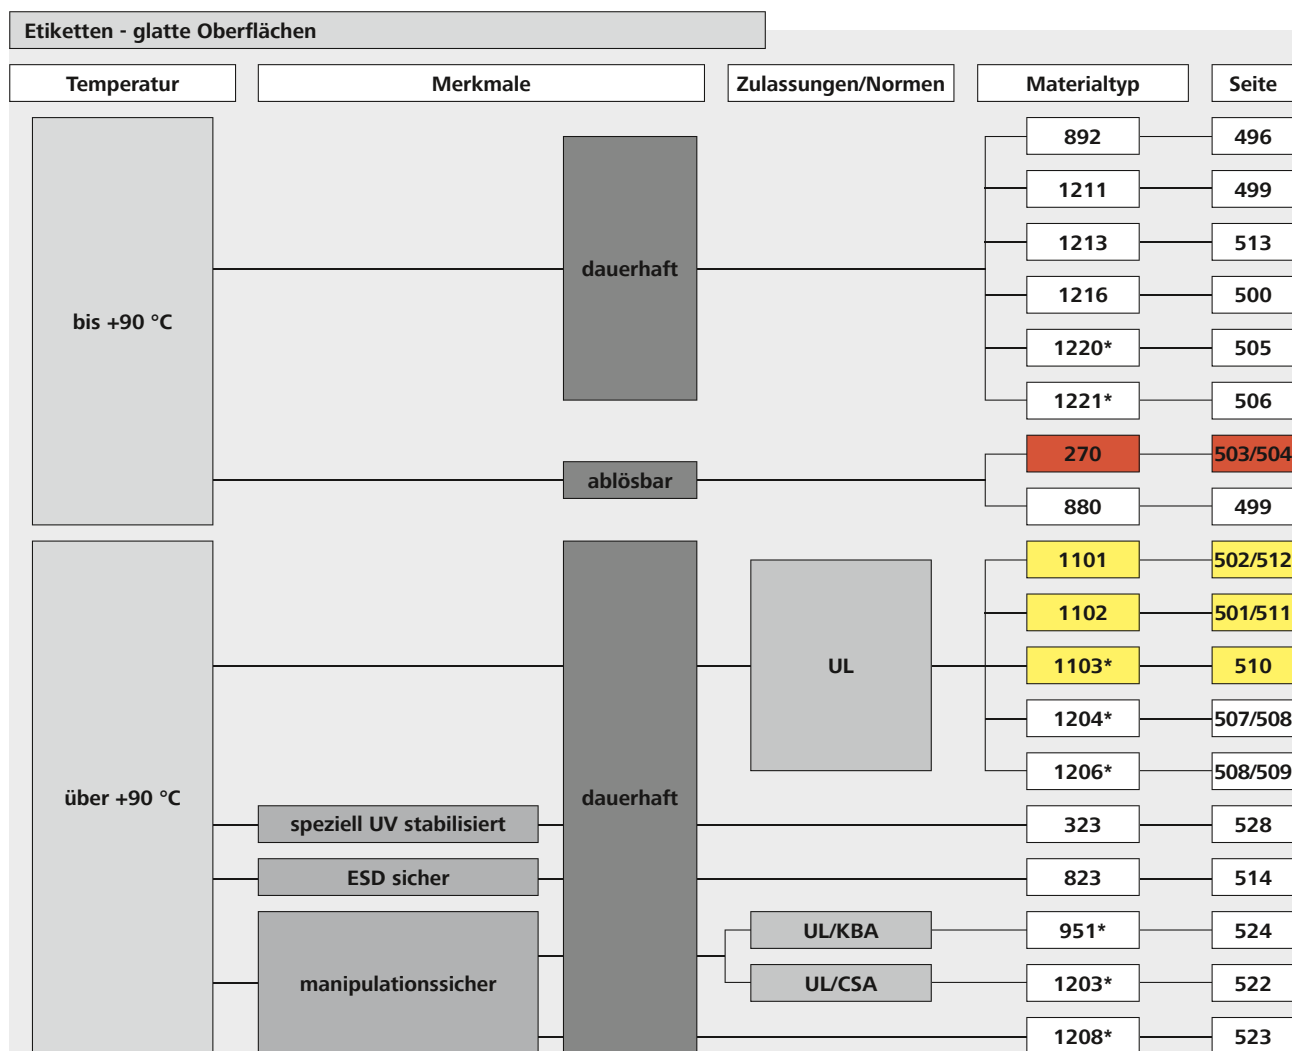 Etiketten - glatte Oberflächen
Temperatur Merkmale Zulassungen/Normen Materialtyp Seite
892 496
1211 499
1213 513
dauerhaft
1216 500
bis +90 °C
1220* 505
1221* 506
270 503/504
ablösbar
880 499
1101 502/512
1102 501/511
UL
1103* 510
1204* 507/508
1206* 508/509
über +90 °C dauerhaft
speziell UV stabilisiert 323 528
ESD sicher 823 514
UL/KBA 951* 524
manipulationssicher UL/CSA 1203* 522
1208* 523